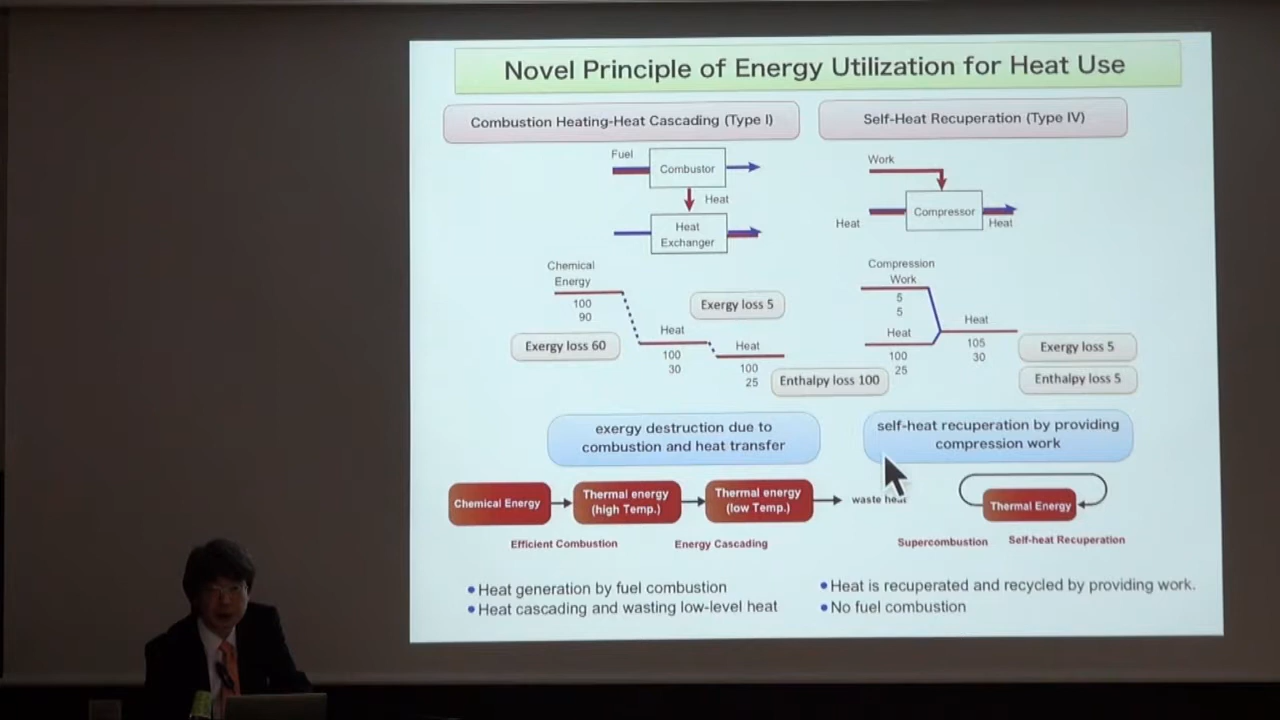 Novel Principle of Energy Utilization for Heat Use
Combustion Heating-Heat Cascading (Type I)
Fuel
Combustor
Heat
Heat
Exchanger
Chemical
Energy
100
90
Exergy loss 5
Exergy loss 60
Heat
100
30
Heat
100
25
Enthalpy loss 100
exergy destruction due to
combustion and heat transfer
Chemical Energy
Thermal energy
(high Temp.)
Thermal energy
(low Temp.)
waste heat
Efficient Combustion
Energy Cascading
Heat generation by fuel combustion
Heat cascading and wasting low-level heat
Self-Heat Recuperation (Type IV)
Work
Compressor
Heat
Heat
Compression
Work
5
5
Heat
100
25
Heat
105
30
Exergy loss 5
Enthalpy loss 5
self-heat recuperation by providing
compression work
Thermal Energy
Supercombustion
Self-heat Recuperation
Heat is recuperated and recycled by providing work.
No fuel combustion